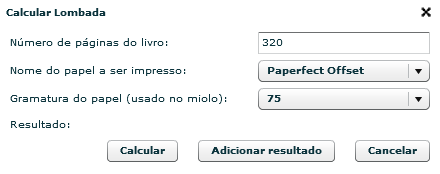 Calcular Lombada
Número de páginas do livro: 320
Nome do papel a ser impresso: Paperfect Offset
Gramatura do papel (usado no miolo): 75
Resultado:
Calcular Adicionar resultado Cancelar